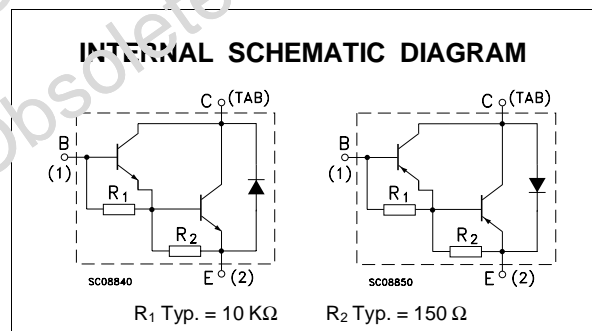 Obsolete
INTERNAL SCHEMATIC DIAGRAM
C (TAB)
B
(1)
R1
R2
E (2)
SC08840
C (TAB)
B
(1)
R1
R2
E (2)
SC08850
R1 Typ. = 10 KΩ R2 Typ. = 150 Ω